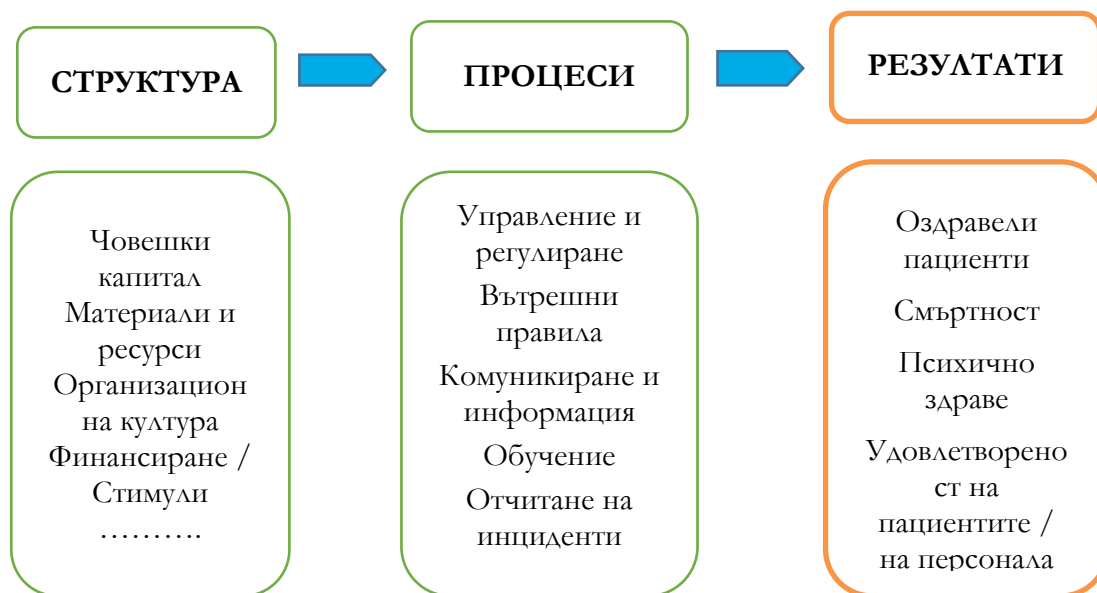 СТРУКТУРА
ПРОЦЕСИ
РЕЗУЛТАТИ
Човешки
капитал
Материали и
ресурси
Организацион
на култура
Финансиране /
Стимули
……….
Управление и
регулиране
Вътрешни
правила
Комуникиране и
информация
Обучение
Отчитане на
инциденти
Оздравели
пациенти
Смъртност
Психично
здраве
Удовлетворено
ст на
пациентите /
на персонала